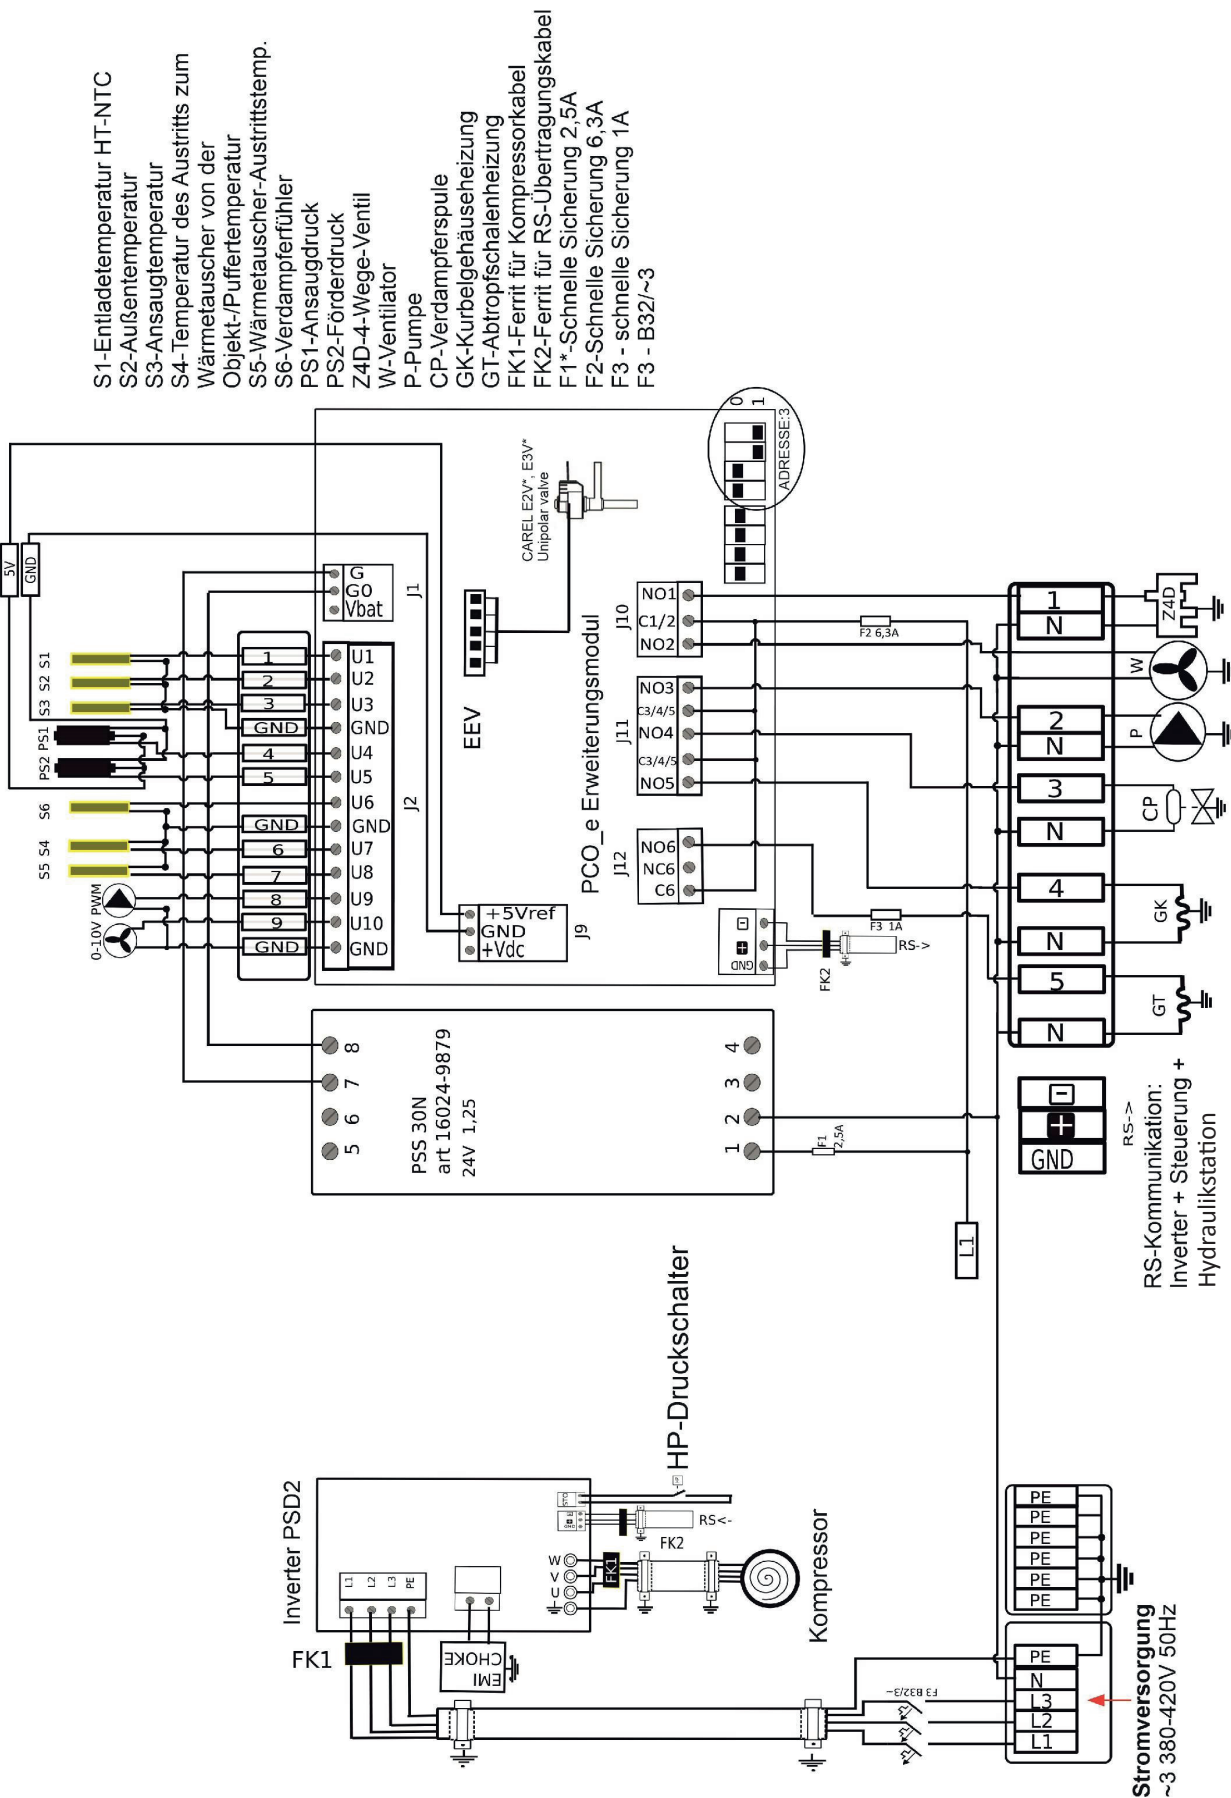 S1-Entladetemperatur HT-NTC
S2-Außentemperatur
S3-Ansaugtemperatur
S4-Temperatur des Austritts zum
Wärmetauscher von der
Objekt-/Puffertemperatur
S5-Wärmetauscher-Austrittstemp.
S6-Verdampferfühler
PS1-Ansaugdruck
PS2-Förderdruck
Z4D-4-Wege-Ventil
W-Ventilator
P-Pumpe
CP-Verdampferspule
GK-Kurbelgehäuseheizung
GT-Abtropfschalenheizung
FK1-Ferrit für Kompressorkabel
FK2-Ferrit für RS-Übertragungskabel
F1*-Schnelle Sicherung 2,5A
F2-Schnelle Sicherung 6,3A
F3 - schnelle Sicherung 1A
F3 - B32/~3
5V
GND
S1
S2
S3
PS1
PS2
S6
S4
S5
0-10V PWM
1
2
3
GND
4
5
GND
6
7
8
9
GND
U1
U2
U3
GND
U4
U5
U6
GND
U7
U8
U9
U10
GND
J2
G
G0
Vbat
J1
EEV
CAREL E2V*, E3V*
Unipolar valve
0
1
ADRESSE:3
PCO_e Erweiterungsmodul
J10
NO1
C1/2
NO2
J11
NO3
C3/4/5
NO4
C3/4/5
NO5
J12
NO6
NC6
C6
+5Vref
GND
+Vdc
J9
GND
+
-
FK2
RS->
F2 6,3A
F3 1A
1
N
2
N
3
N
4
N
5
N
Z4D
W
P
CP
GK
GT
8
7
6
5
4
3
2
1
PSS 30N
art 16024-9879
24V 1,25
F1
2,5A
L1
-
+
GND
RS->
RS-Kommunikation:
Inverter + Steuerung +
Hydraulikstation
Inverter PSD2
L1
L2
L3
PE
FK1
EMI
CHOKE
STO
GND
W
V
U
FK1
FK2
RS<-
HP-Druckschalter
Kompressor
F3 B32/3~
PE
PE
PE
PE
PE
PE
PE
N
L3
L2
L1
Stromversorgung
~3 380-420V 50Hz